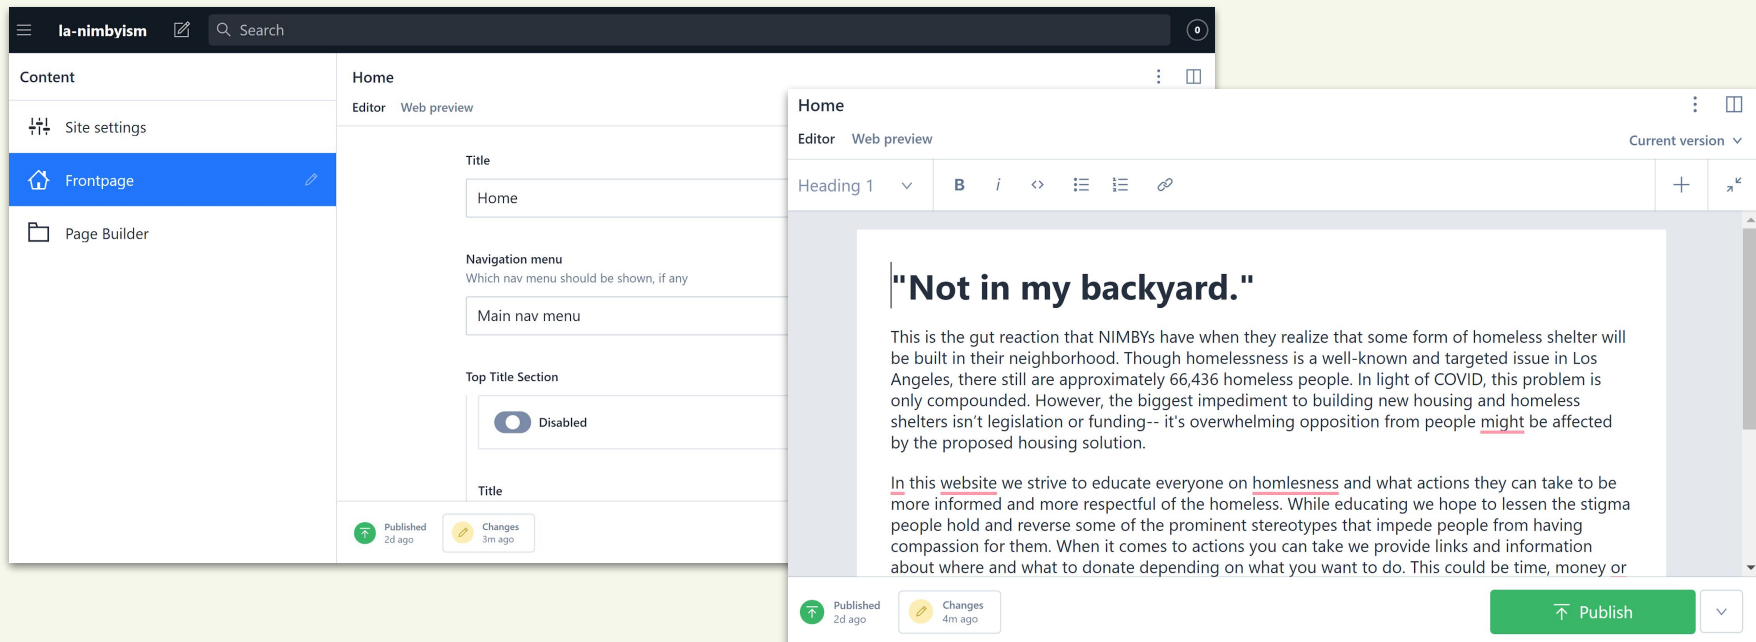 la-nimbyism
Search
0
Content
Site settings
Frontpage
Page Builder
Home
Editor Web preview
Title
Home
Navigation menu
Which nav menu should be shown, if any
Main nav menu
Top Title Section
Disabled
Title
Published
2d ago
Changes
3m ago
Home
Editor Web preview
Current version
Heading 1
B i <>
"Not in my backyard."
This is the gut reaction that NIMBYs have when they realize that some form of homeless shelter will
be built in their neighborhood. Though homelessness is a well-known and targeted issue in Los
Angeles, there still are approximately 66,436 homeless people. In light of COVID, this problem is
only compounded. However, the biggest impediment to building new housing and homeless
shelters isn’t legislation or funding-- it's overwhelming opposition from people might be affected
by the proposed housing solution.
In this website we strive to educate everyone on homlesness and what actions they can take to be
more informed and more respectful of the homeless. While educating we hope to lessen the stigma
people hold and reverse some of the prominent stereotypes that impede people from having
compassion for them. When it comes to actions you can take we provide links and information
about where and what to donate depending on what you want to do. This could be time, money or
Published
2d ago
Changes
4m ago
Publish